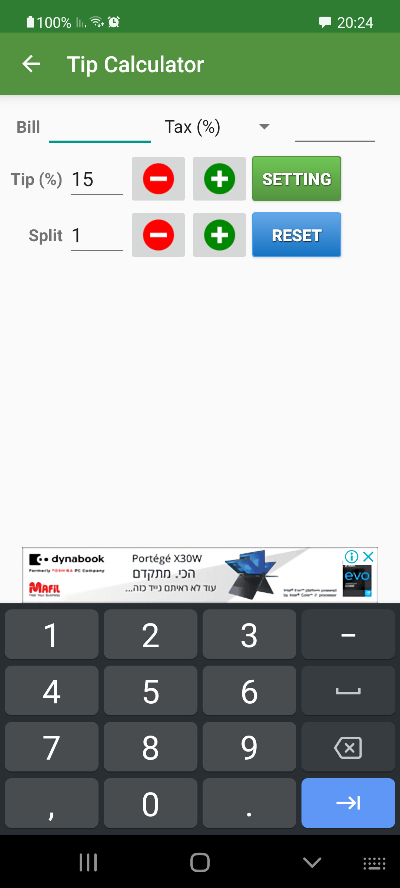 100% 20:24
Tip Calculator
Bill Tax (%)
Tip (%) 15 SETTING
Split 1 RESET
dynabook Portégé X30W
Formerly TOSHIBA PC Company
הכי. מתקדם
MAFIL עוד לא ראיתם נייד כזה...
evo
1 2 3 -
4 5 6
7 8 9
, 0 .